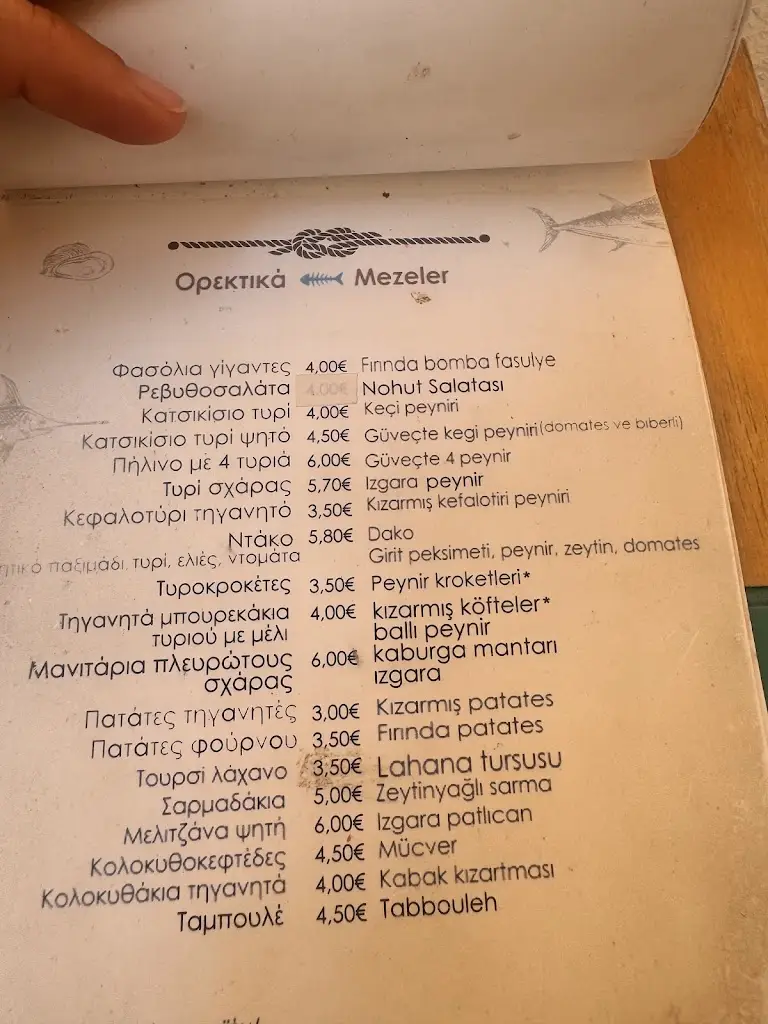 Ορεκτικά Mezeler
Φασόλια γίγαντες 4,00€ Fırında bomba fasulye
Ρεβυθοσαλάτα 4.00€ Nohut Salatası
Κατσικίσιο τυρί 4,00€ Keçi peyniri
Κατσικίσιο τυρί ψητό 4,50€ Güveçte kegi peyniri(domates ve bıberli)
Πήλινο με 4 τυριά 6,00€ Güveçte 4 peynir
Τυρί σχάρας 5,70€ Izgara peynir
Κεφαλοτύρι τηγανητό 3,50€ Kızarmış kefalotiri peyniri
Ντάκο 5,80€ Dako
παξιμάδι, τυρί, ελιές, ντομάτα Girit peksimeti, peynir, zeytin, domates
Τυροκροκέτες 3,50€ Peynir kroketleri*
Τηγανητά μπουρεκάκια 4,00€ kızarmış köfteler*
τυριού με μέλι ballı peynir
Μανιτάρια πλευρώτους 6,00€ kaburga mantarı
σχάρας ızgara
Πατάτες τηγανητές 3,00€ Kızarmış patates
Πατάτες φούρνου 3,50€ Fırında patates
Τουρσί λάχανο 3,50€ Lahana tursusu
Σαρμαδάκια 5,00€ Zeytinyağlı sarma
Μελιτζάνα ψητή 6,00€ Izgara patlıcan
Κολοκυθοκεφτέδες 4,50€ Mücver
Κολοκυθάκια τηγανητά 4,00€ Kabak kızartması
Ταμπουλέ 4,50€ Tabbouleh